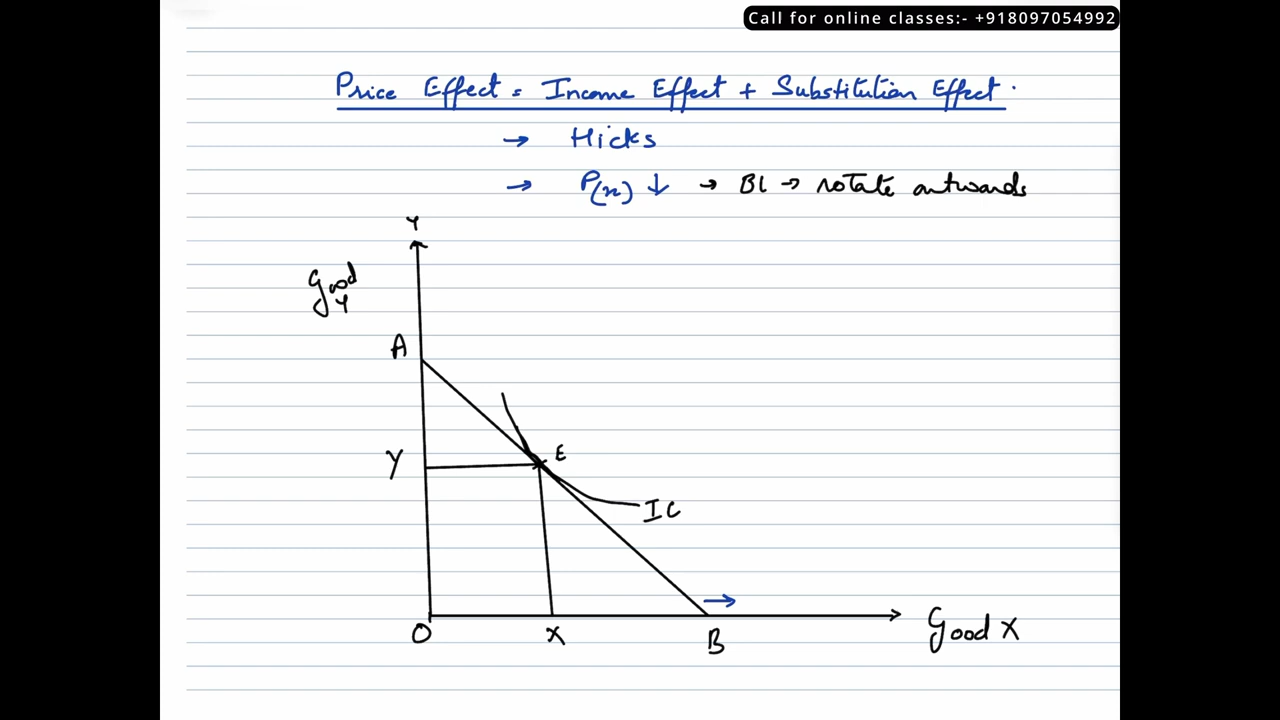 Call for online classes:- +918097054992
Price Effect = Income Effect + Substitution Effect.
→ Hicks
→ P(x) ↓ → BL → rotate outwards
Y
Good
Y
A
Y
E
IC
→
O
X
B
Good X